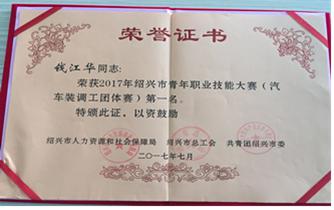 荣誉证书
钱江华同志：
荣获2017年绍兴市青年职业技能大赛（汽
车装调工团体赛）第一名。
特颁此证，以资鼓励
绍兴市人力资源和社会保障局 绍兴市总工会 共青团绍兴市委
二〇一七年七月